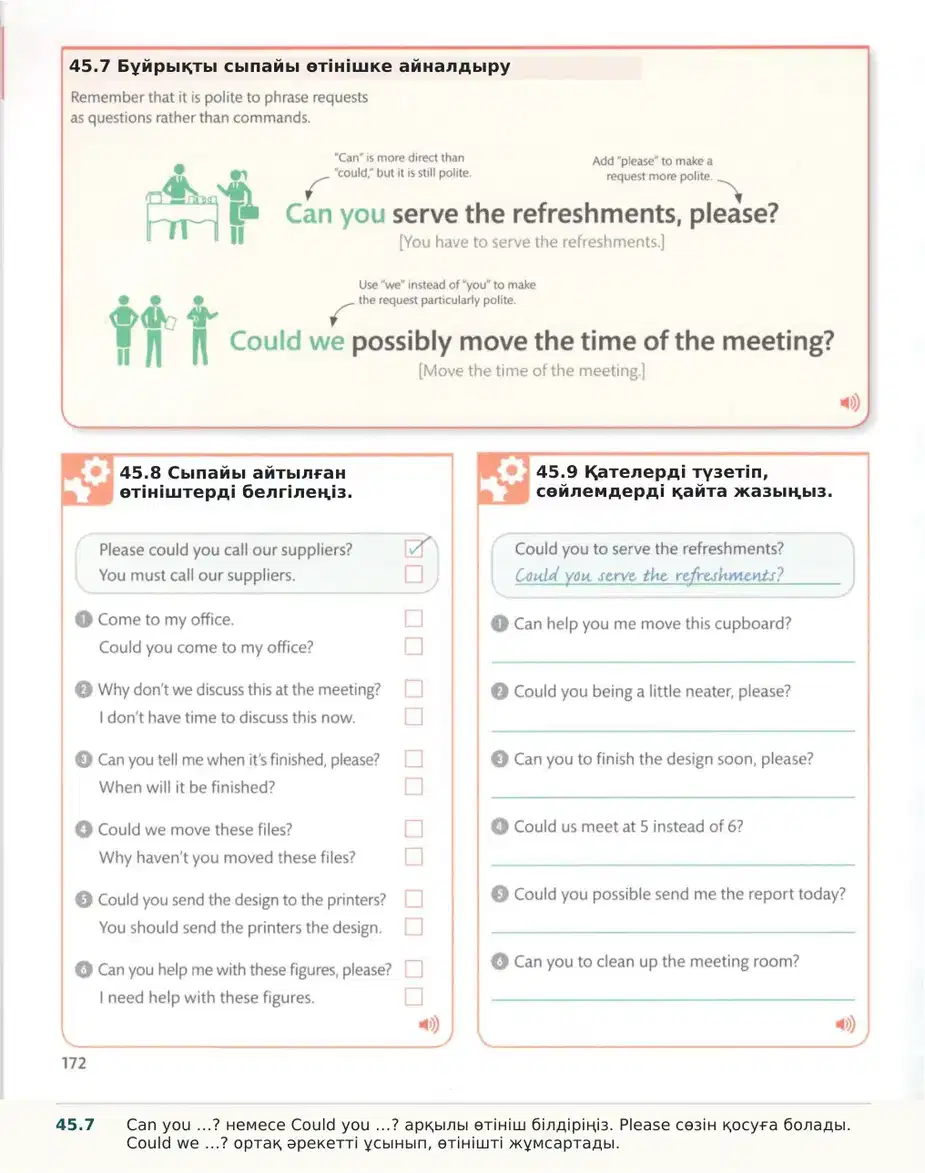 45.7 Бұйрықты сыпайы өтінішке айналдыру
Remember that it is polite to phrase requests
as questions rather than commands.
"Can" is more direct than
"could," but it is still polite.
Add "please" to make a
request more polite.
Can you serve the refreshments, please?
[You have to serve the refreshments.]
Use "we" instead of "you" to make
the request particularly polite.
Could we possibly move the time of the meeting?
[Move the time of the meeting.]
45.8 Сыпайы айтылған
өтініштерді белгілеңіз.
Please could you call our suppliers?
You must call our suppliers.
1 Come to my office.
Could you come to my office?
2 Why don't we discuss this at the meeting?
I don't have time to discuss this now.
3 Can you tell me when it's finished, please?
When will it be finished?
4 Could we move these files?
Why haven't you moved these files?
5 Could you send the design to the printers?
You should send the printers the design.
6 Can you help me with these figures, please?
I need help with these figures.
45.9 Қателерді түзетіп,
сөйлемдерді қайта жазыңыз.
Could you to serve the refreshments?
Could you serve the refreshments?
1 Can help you me move this cupboard?
2 Could you being a little neater, please?
3 Can you to finish the design soon, please?
4 Could us meet at 5 instead of 6?
5 Could you possible send me the report today?
6 Can you to clean up the meeting room?
172
45.7 Can you ...? немесе Could you ...? арқылы өтініш білдіріңіз. Please сөзін қосуға болады.
Could we ...? ортақ әрекетті ұсынып, өтінішті жұмсартады.